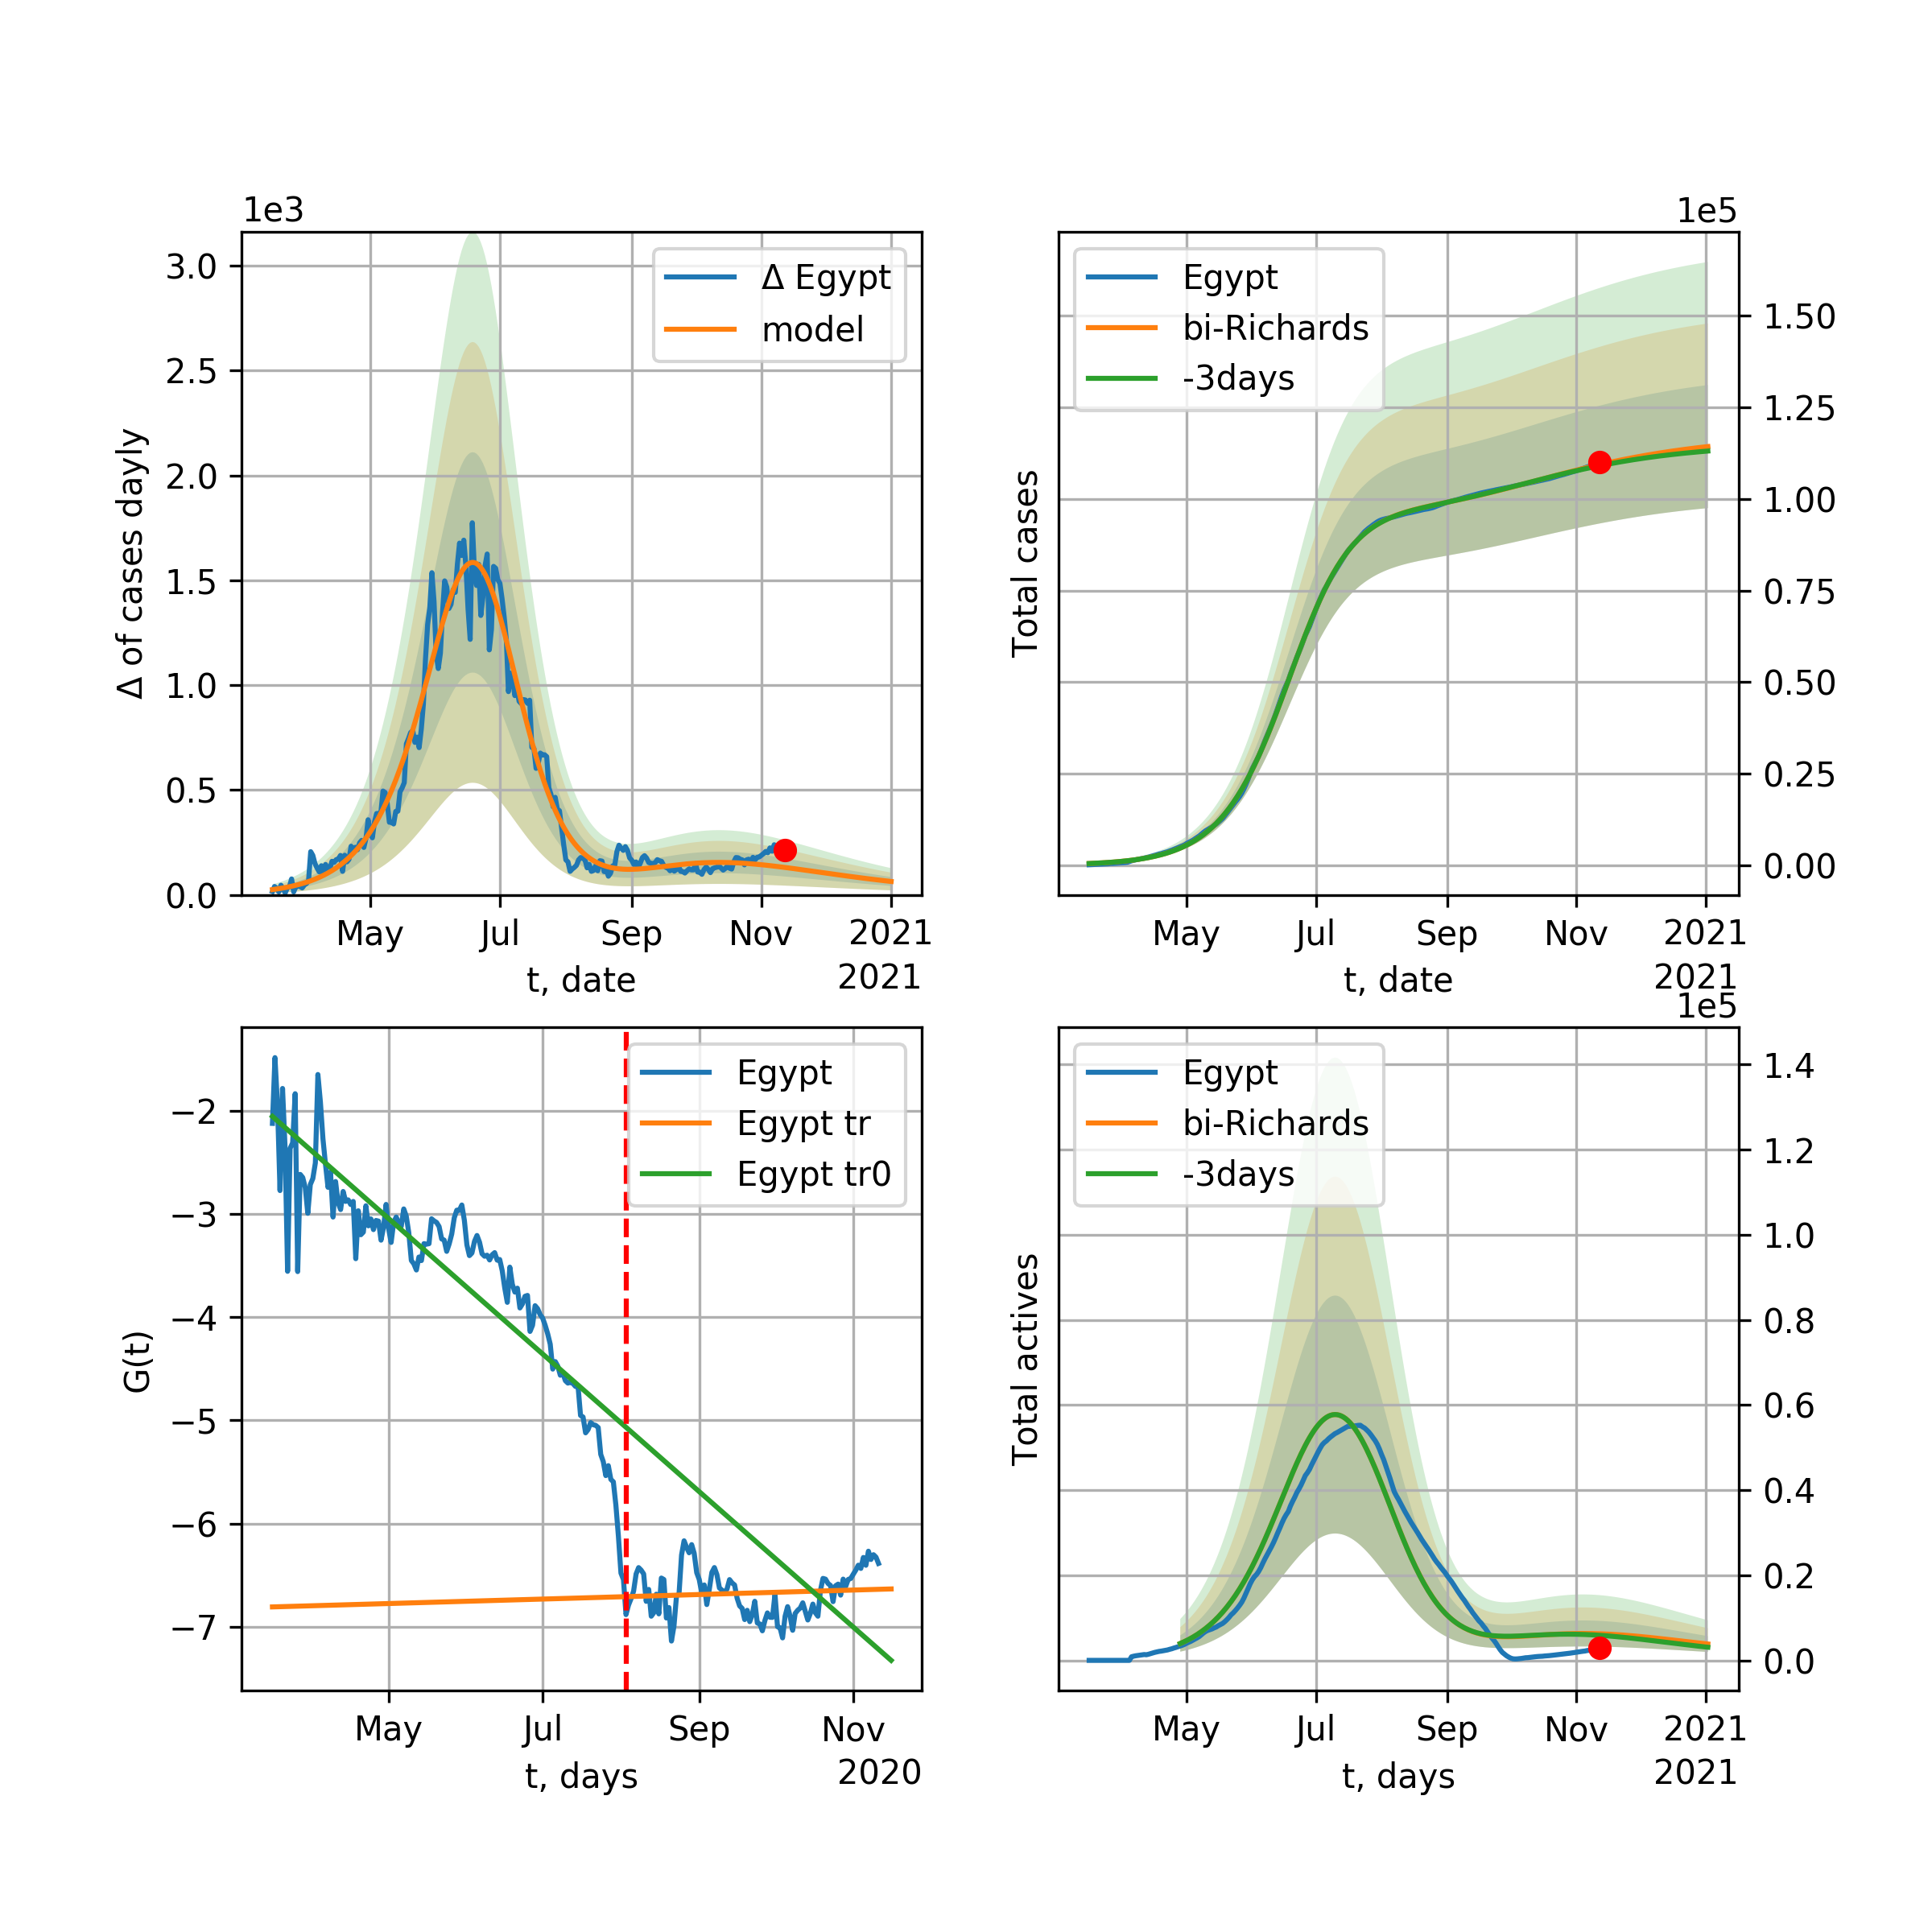 1e3
Δ of cases dayly
3.0
2.5
2.0
1.5
1.0
0.5
0.0
Δ Egypt
model
May Jul Sep Nov 2021
t, date
2021
1e5
Total cases
Egypt
bi-Richards
-3days
1.50
1.25
1.00
0.75
0.50
0.25
0.00
May Jul Sep Nov 2021
t, date
2021
G(t)
−2
−3
−4
−5
−6
−7
Egypt
Egypt tr
Egypt tr0
May Jul Sep Nov
t, days
2020
1e5
Total actives
Egypt
bi-Richards
-3days
1.4
1.2
1.0
0.8
0.6
0.4
0.2
0.0
May Jul Sep Nov 2021
t, days
2021